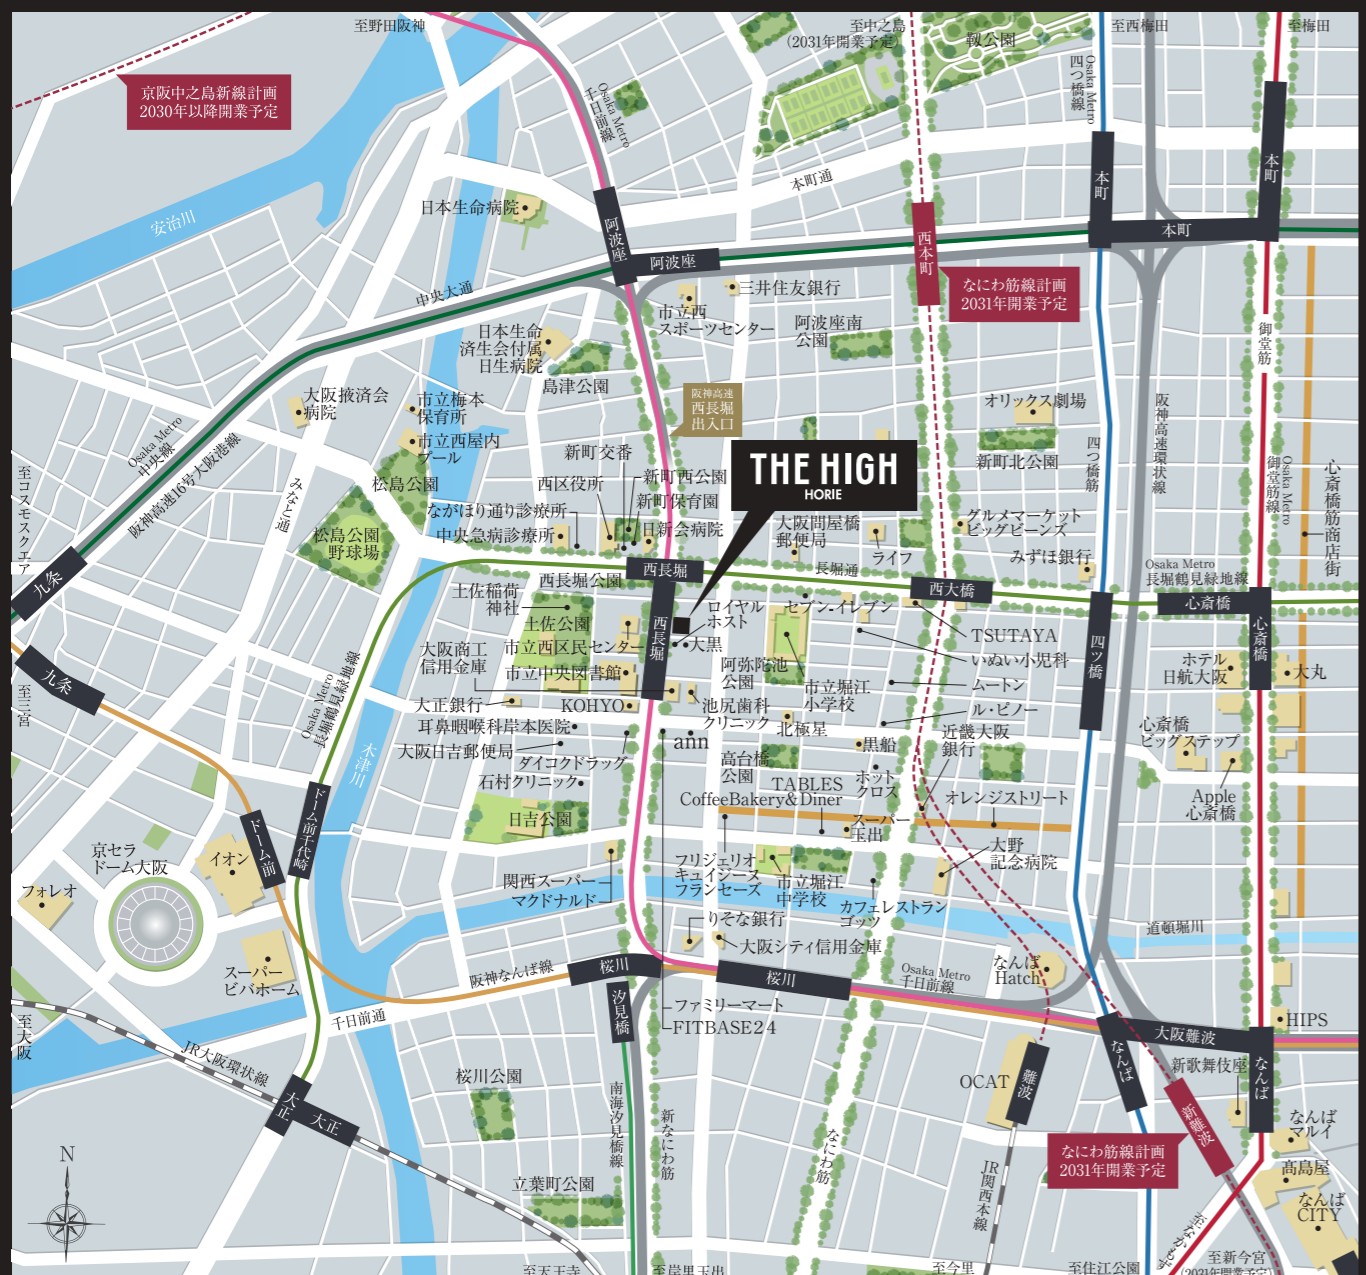 至野田阪神
至中之島
(2031年開業予定)
靱公園
至西梅田
至梅田
京阪中之島新線計画
2030年以降開業予定
Osaka Metro
千日前線
Osaka Metro
四つ橋線
本町
本町
本町通
日本生命病院
安治川
阿波座
阿波座
西本町
本町
なにわ筋線計画
2031年開業予定
中央大通
三井住友銀行
市立西
スポーツセンター
阿波座南
公園
御堂筋
日本生命
済生会付属
日生病院
島津公園
大阪掖済会
病院
市立梅本
保育所
市立西屋内
プール
阪神高速
西長堀
出入口
オリックス劇場
新町北公園
阪神高速環状線
四つ橋筋
Osaka Metro
御堂筋線
心斎橋筋商店街
Osaka Metro
中央線
阪神高速16号大阪港線
至コスモスクエア
みなと通
松島公園
松島公園
野球場
新町交番
西区役所
新町西公園
新町保育園
ながほり通り診療所
中央急病診療所
日新会病院
THE HIGH
HORIE
大阪問屋橋
郵便局
ライフ
グルメマーケット
ビッグビーンズ
みずほ銀行
九条
九条
至三宮
西長堀公園
西長堀
西長堀
長堀通
西大橋
Osaka Metro
長堀鶴見緑地線
心斎橋
心斎橋
四ツ橋
土佐稲荷
神社
土佐公園
市立西区民センター
市立中央図書館
大阪商工
信用金庫
大正銀行
KOHYO
耳鼻咽喉科岸本医院
大阪日吉郵便局
ダイコクドラッグ
石村クリニック
日吉公園
ロイヤル
ホスト
大黒
セブン-イレブン
阿弥陀池
公園
市立堀江
小学校
池尻歯科
クリニック
北極星
ann
高台橋
公園
TSUTAYA
いぬい小児科
ムートン
ル・ピノー
黒船
近畿大阪
銀行
ホット
クロス
TABLES
CoffeeBakery&Diner
スーパー
玉出
オレンジストリート
大野
記念病院
ホテル
日航大阪
大丸
心斎橋
ビッグステップ
Apple
心斎橋
Osaka Metro
長堀鶴見緑地線
木津川
ドーム前千代崎
ドーム前
イオン
京セラ
ドーム大阪
フォレオ
スーパー
ビバホーム
フリジェリオ
キュイジーヌ
フランセーズ
市立堀江
中学校
カフェレストラン
ゴッツ
関西スーパー
マクドナルド
りそな銀行
大阪シティ信用金庫
道頓堀川
阪神なんば線
桜川
桜川
汐見橋
Osaka Metro
千日前線
なんば
Hatch
ファミリーマート
FITBASE24
千日前通
至大阪
JR大阪環状線
大正
大正
桜川公園
立葉町公園
南海汐見橋線
新なにわ筋
なにわ筋
OCAT
難波
JR関西本線
なんば
大阪難波
HIPS
新歌舞伎座
なんば
新難波
なにわ筋線計画
2031年開業予定
なんば
マルイ
髙島屋
なんば
CITY
N
至天王寺
至岸里玉出
至今里
至住江公園
至なかもず
至新今宮
(2031年開業予定)